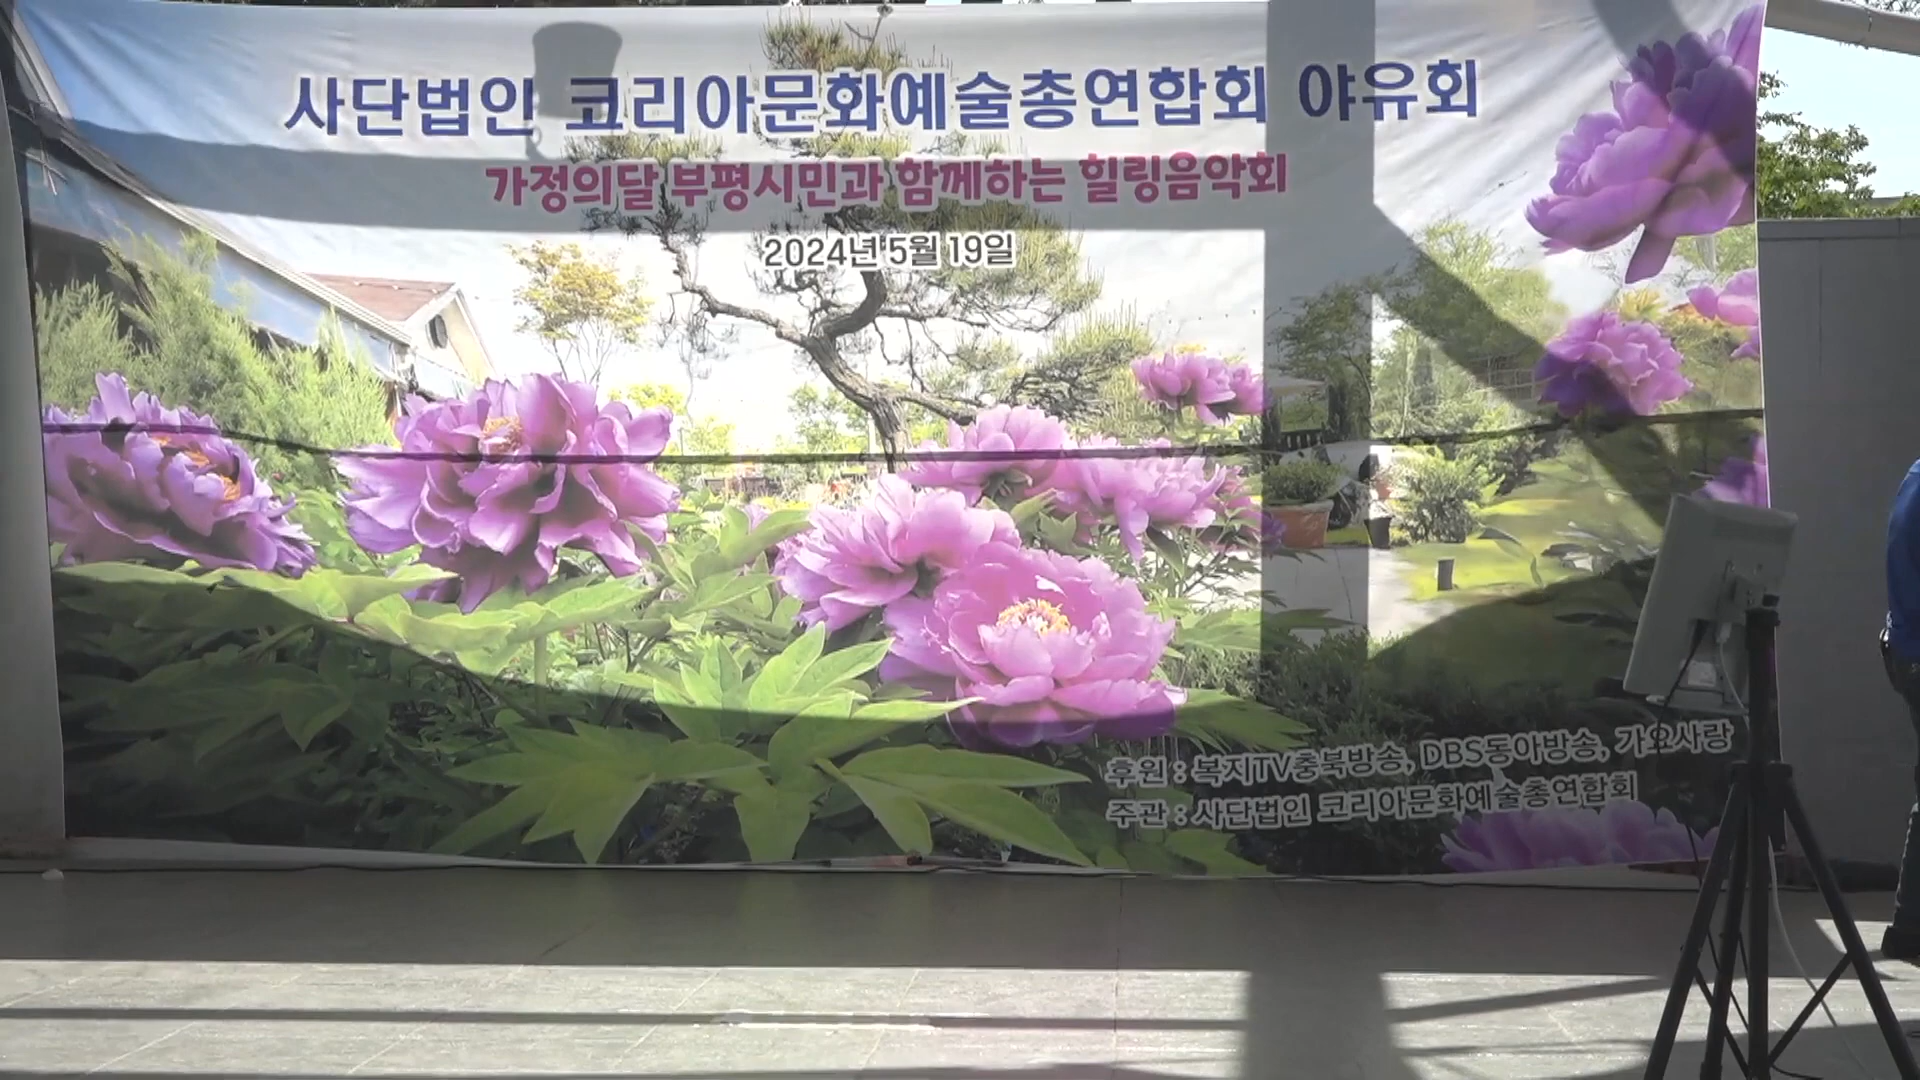 사단법인 코리아문화예술총연합회 야유회
가정의달 부평시민과 함께하는 힐링음악회
2024년 5월 19일
후원 : 복지TV충북방송, DBS동아방송, 가요사랑
주관 : 사단법인 코리아문화예술총연합회